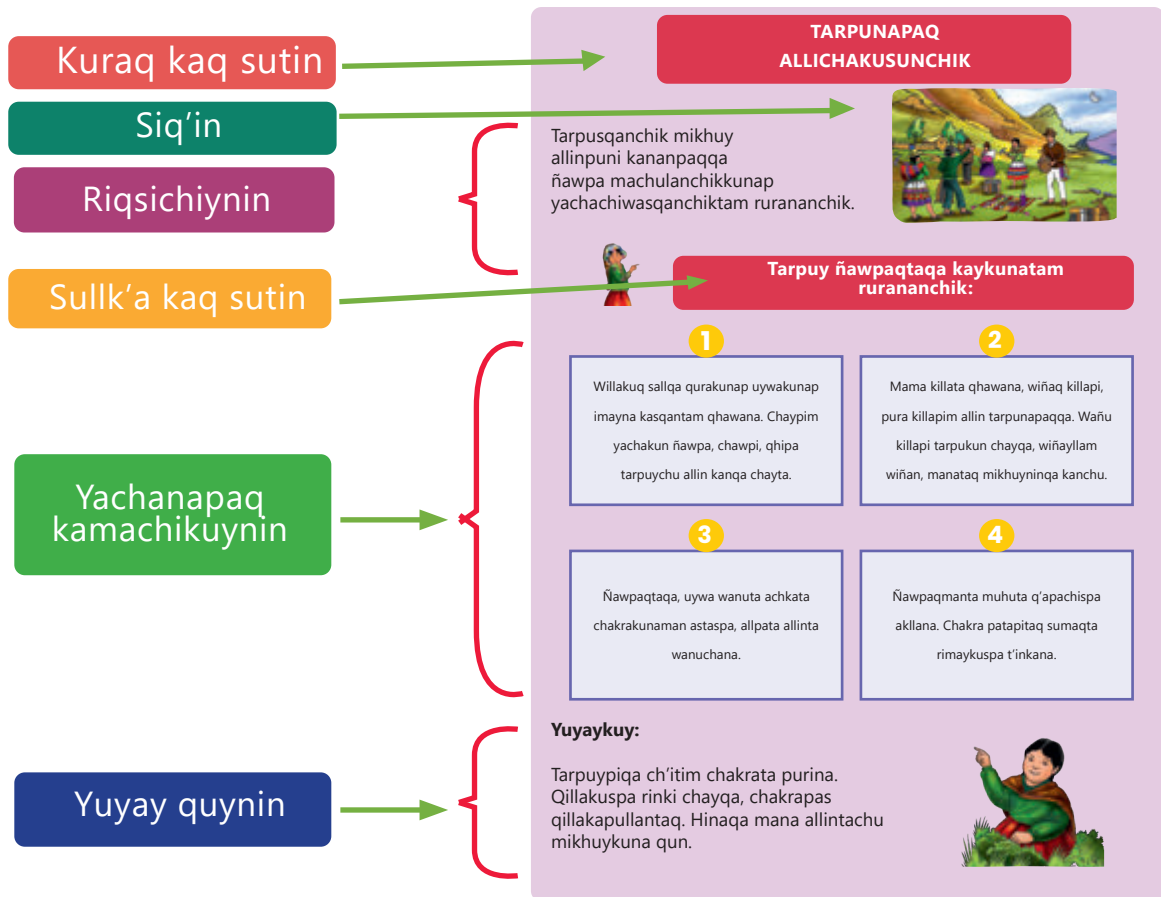 Kuraq kaq sutin
Siq'in
Riqsichiynin
Sullk'a kaq sutin
Yachanapaq
kamachikuynin
Yuyay quynin
TARPUNAPAQ
ALLICHAKUSUNCHIK
Tarpusqanchik mikhuy
allinpuni kananpaqqa
ñawpa machulanchikkunap
yachachiwasqanchiktam rurananchik.
Tarpuy ñawpaqtaqa kaykunatam
rurananchik:
1
Willakuq sallqa qurakunap uywakunap
imayna kasqantam qhawana. Chaypim
yachakun ñawpa, chawpi, qhipa
tarpuychu allin kanqa chayta.
2
Mama killata qhawana, wiñaq killapi,
pura killapim allin tarpunapaqqa. Wañu
killapi tarpukun chayqa, wiñayllam
wiñan, manataq mikhuyninqa kanchu.
3
Ñawpaqtaqa, uywa wanuta achkata
chakrakunaman astaspa, allpata allinta
wanuchana.
4
Ñawpaqmanta muhuta q'apachispa
akllana. Chakra patapitaq sumaqta
rimaykuspa t'inkana.
Yuyaykuy:
Tarpuypiqa ch'itim chakrata purina.
Qillakuspa rinki chayqa, chakrapas
qillakapullantaq. Hinaqa mana allintachu
mikhuykuna qun.